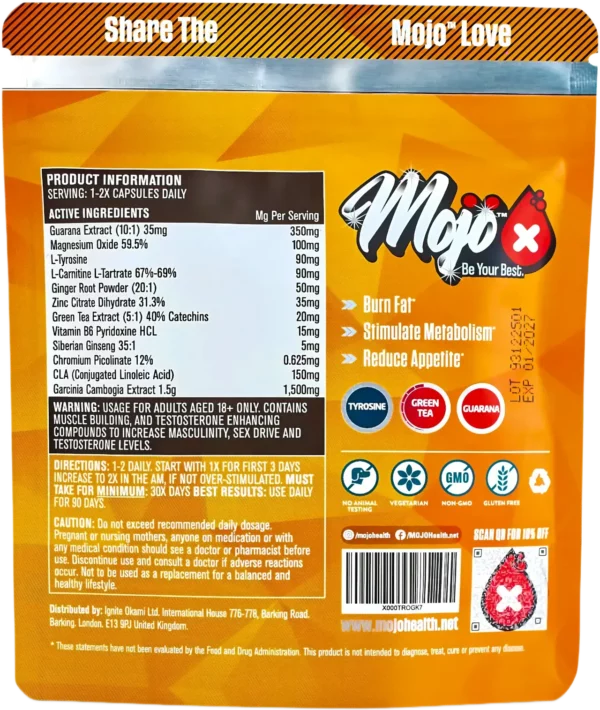 Share The Mojo™ Love
PRODUCT INFORMATION
SERVING: 1-2X CAPSULES DAILY
ACTIVE INGREDIENTS Mg Per Serving
Guarana Extract (10:1) 35mg 350mg
Magnesium Oxide 59.5% 100mg
L-Tyrosine 90mg
L-Carnitine L-Tartrate 67%-69% 90mg
Ginger Root Powder (20:1) 50mg
Zinc Citrate Dihydrate 31.3% 35mg
Green Tea Extract (5:1) 40% Catechins 20mg
Vitamin B6 Pyridoxine HCL 15mg
Siberian Ginseng 35:1 5mg
Chromium Picolinate 12% 0.625mg
CLA (Conjugated Linoleic Acid) 150mg
Garcinia Cambogia Extract 1.5g 1,500mg
WARNING: USAGE FOR ADULTS AGED 18+ ONLY. CONTAINS
MUSCLE BUILDING, AND TESTOSTERONE ENHANCING
COMPOUNDS TO INCREASE MASCULINITY, SEX DRIVE AND
TESTOSTERONE LEVELS.
DIRECTIONS: 1-2 DAILY. START WITH 1X FOR FIRST 3 DAYS
INCREASE TO 2X IN THE AM, IF NOT OVER-STIMULATED. MUST
TAKE FOR MINIMUM: 30X DAYS BEST RESULTS: USE DAILY
FOR 90 DAYS.
CAUTION: Do not exceed recommended daily dosage.
Pregnant or nursing mothers, anyone on medication or with
any medical condition should see a doctor or pharmacist before
use. Discontinue use and consult a doctor if adverse reactions
occur. Not to be used as a replacement for a balanced and
healthy lifestyle.
Distributed by: Ignite Okami Ltd. International House 776-778, Barking Road,
Barking, London. E13 9PJ United Kingdom.
Mojo™ X
Be Your Best.
Burn Fat*
Stimulate Metabolism*
Reduce Appetite*
LOT 93122501
EXP 01/2027
TYROSINE
GREEN
TEA
GUARANA
NO ANIMAL
TESTING
VEGETARIAN
GMO
NON-GMO
GLUTEN FREE
@/mojohealth
/MOJOHealth.net
SCAN QR FOR 10% OFF
X000TROGK7
www.mojohealth.net
* These statements have not been evaluated by the Food and Drug Administration. This product is not intended to diagnose, treat, cure or prevent any disease.